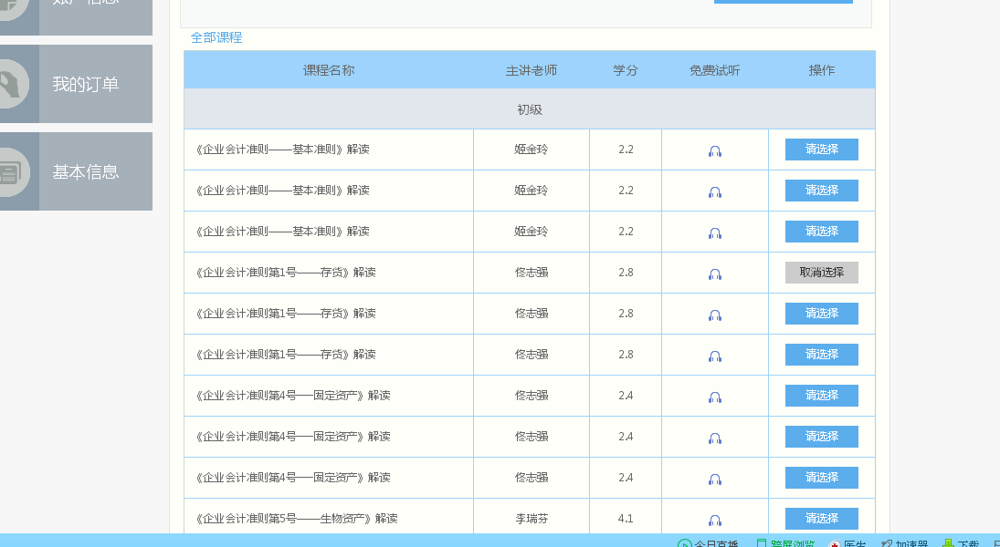 账户信息
我的订单
基本信息
全部课程
课程名称 主讲老师 学分 免费试听 操作
初级
《企业会计准则——基本准则》解读 姬金玲 2.2 请选择
《企业会计准则——基本准则》解读 姬金玲 2.2 请选择
《企业会计准则——基本准则》解读 姬金玲 2.2 请选择
《企业会计准则第1号——存货》解读 佟志强 2.8 取消选择
《企业会计准则第1号——存货》解读 佟志强 2.8 请选择
《企业会计准则第1号——存货》解读 佟志强 2.8 请选择
《企业会计准则第4号—固定资产》解读 佟志强 2.4 请选择
《企业会计准则第4号—固定资产》解读 佟志强 2.4 请选择
《企业会计准则第4号—固定资产》解读 佟志强 2.4 请选择
《企业会计准则第5号——生物资产》解读 李瑞芬 4.1 请选择
今日直播 跨屏浏览 医生 加速器 下载